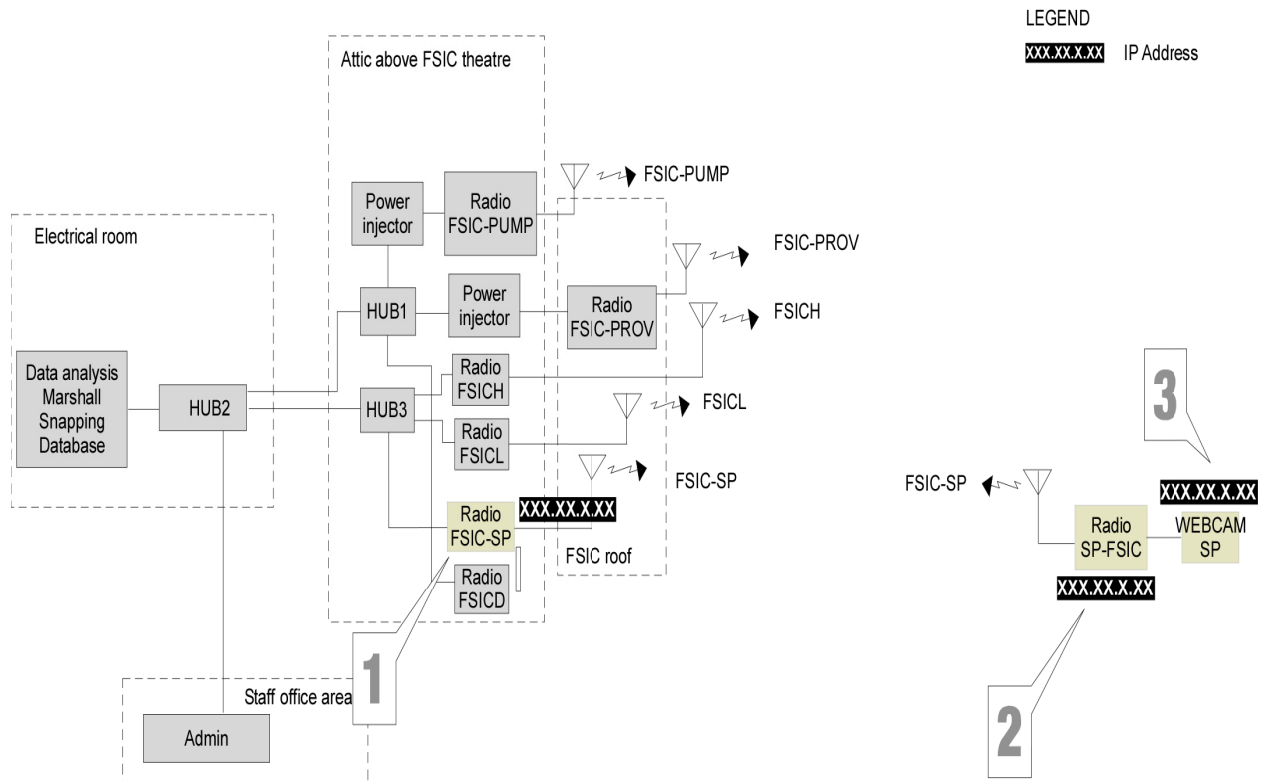 LEGEND
XXX.XX.X.XX IP Address
Attic above FSIC theatre
FSIC-PUMP
Power
injector
Radio
FSIC-PUMP
Electrical room
FSIC-PROV
HUB1
Power
injector
Radio
FSIC-PROV
FSICH
Data analysis
Marshall
Snapping
Database
HUB2
HUB3
Radio
FSICH
FSICL
Radio
FSICL
FSIC-SP
Radio
FSIC-SP
XXX.XX.X.XX
FSIC roof
Radio
FSICD
1
Staff office area
Admin
3
FSIC-SP
XXX.XX.X.XX
Radio
SP-FSIC
WEBCAM
SP
XXX.XX.X.XX
2